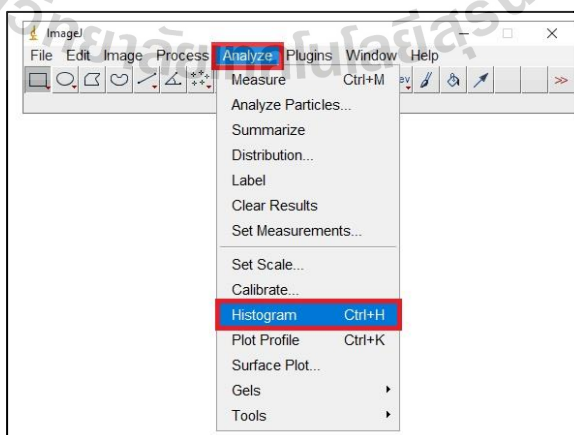 ImageJ
File Edit Image Process Analyze Plugins Window Help
Measure Ctrl+M
Analyze Particles...
Summarize
Distribution...
Label
Clear Results
Set Measurements...
Set Scale...
Calibrate...
Histogram Ctrl+H
Plot Profile Ctrl+K
Surface Plot...
Gels
Tools